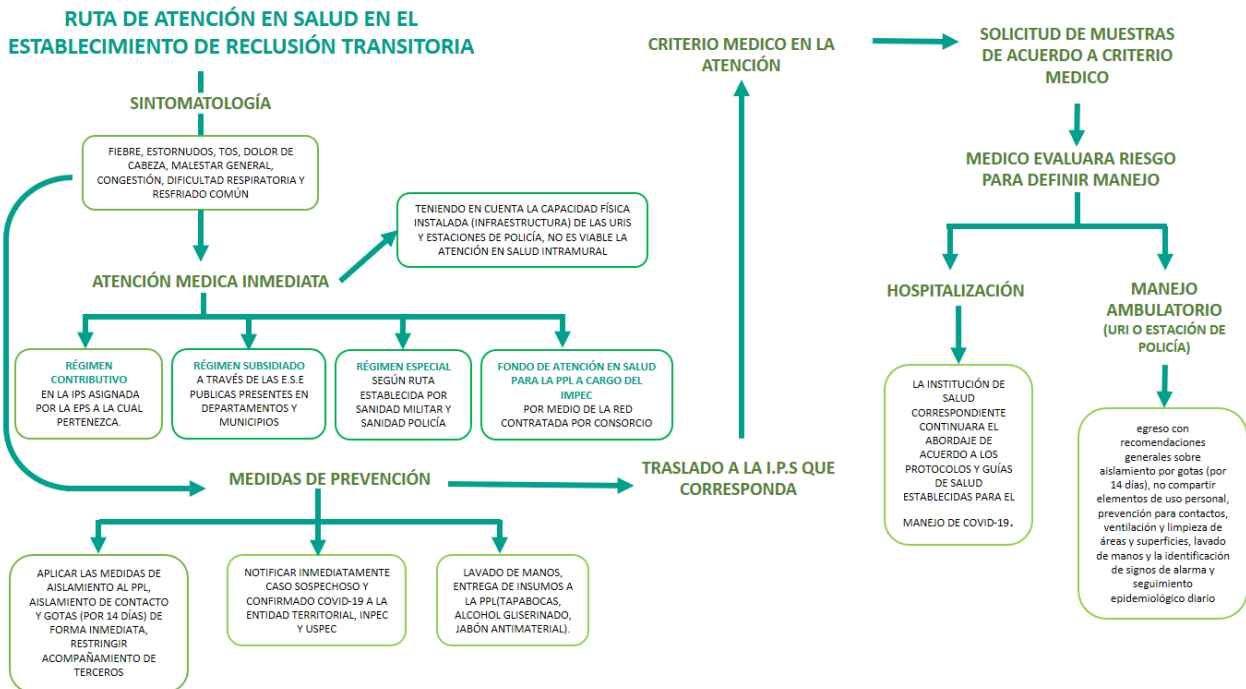 RUTA DE ATENCIÓN EN SALUD EN EL
ESTABLECIMIENTO DE RECLUSIÓN TRANSITORIA
SINTOMATOLOGÍA
FIEBRE, ESTORNUDOS, TOS, DOLOR DE
CABEZA, MALESTAR GENERAL,
CONGESTIÓN, DIFICULTAD RESPIRATORIA Y
RESFRIADO COMÚN
TENIENDO EN CUENTA LA CAPACIDAD FÍSICA
INSTALADA (INFRAESTRUCTURA) DE LAS URIS
Y ESTACIONES DE POLICÍA, NO ES VIABLE LA
ATENCIÓN EN SALUD INTRAMURAL
ATENCIÓN MEDICA INMEDIATA
RÉGIMEN
CONTRIBUTIVO
EN LA IPS ASIGNADA
POR LA EPS A LA CUAL
PERTENEZCA.
RÉGIMEN SUBSIDIADO
A TRAVÉS DE LAS E.S.E
PUBLICAS PRESENTES EN
DEPARTAMENTOS Y
MUNICIPIOS
RÉGIMEN ESPECIAL
SEGÚN RUTA
ESTABLECIDA POR
SANIDAD MILITAR Y
SANIDAD POLICÍA
FONDO DE ATENCIÓN EN SALUD
PARA LA PPL A CARGO DEL
IMPEC
POR MEDIO DE LA RED
CONTRATADA POR CONSORCIO
MEDIDAS DE PREVENCIÓN
APLICAR LAS MEDIDAS DE
AISLAMIENTO AL PPL,
AISLAMIENTO DE CONTACTO
Y GOTAS (POR 14 DÍAS) DE
FORMA INMEDIATA,
RESTRINGIR
ACOMPAÑAMIENTO DE
TERCEROS
NOTIFICAR INMEDIATAMENTE
CASO SOSPECHOSO Y
CONFIRMADO COVID-19 A LA
ENTIDAD TERRITORIAL, INPEC
Y USPEC
LAVADO DE MANOS,
ENTREGA DE INSUMOS A
LA PPL(TAPABOCAS,
ALCOHOL GLISERINADO,
JABÓN ANTIMATERIAL).
TRASLADO A LA I.P.S QUE
CORRESPONDA
CRITERIO MEDICO EN LA
ATENCIÓN
SOLICITUD DE MUESTRAS
DE ACUERDO A CRITERIO
MEDICO
MEDICO EVALUARA RIESGO
PARA DEFINIR MANEJO
HOSPITALIZACIÓN
LA INSTITUCIÓN DE
SALUD
CORRESPONDIENTE
CONTINUARA EL
ABORDAJE DE
ACUERDO A LOS
PROTOCOLOS Y GUÍAS
DE SALUD
ESTABLECIDAS PARA EL
MANEJO DE COVID-19.
MANEJO
AMBULATORIO
(URI O ESTACIÓN DE
POLICÍA)
egreso con
recomendaciones
generales sobre
aislamiento por gotas (por
14 días), no compartir
elementos de uso personal,
prevención para contactos,
ventilación y limpieza de
áreas y superficies, lavado
de manos y la identificación
de signos de alarma y
seguimiento
epidemiológico diario